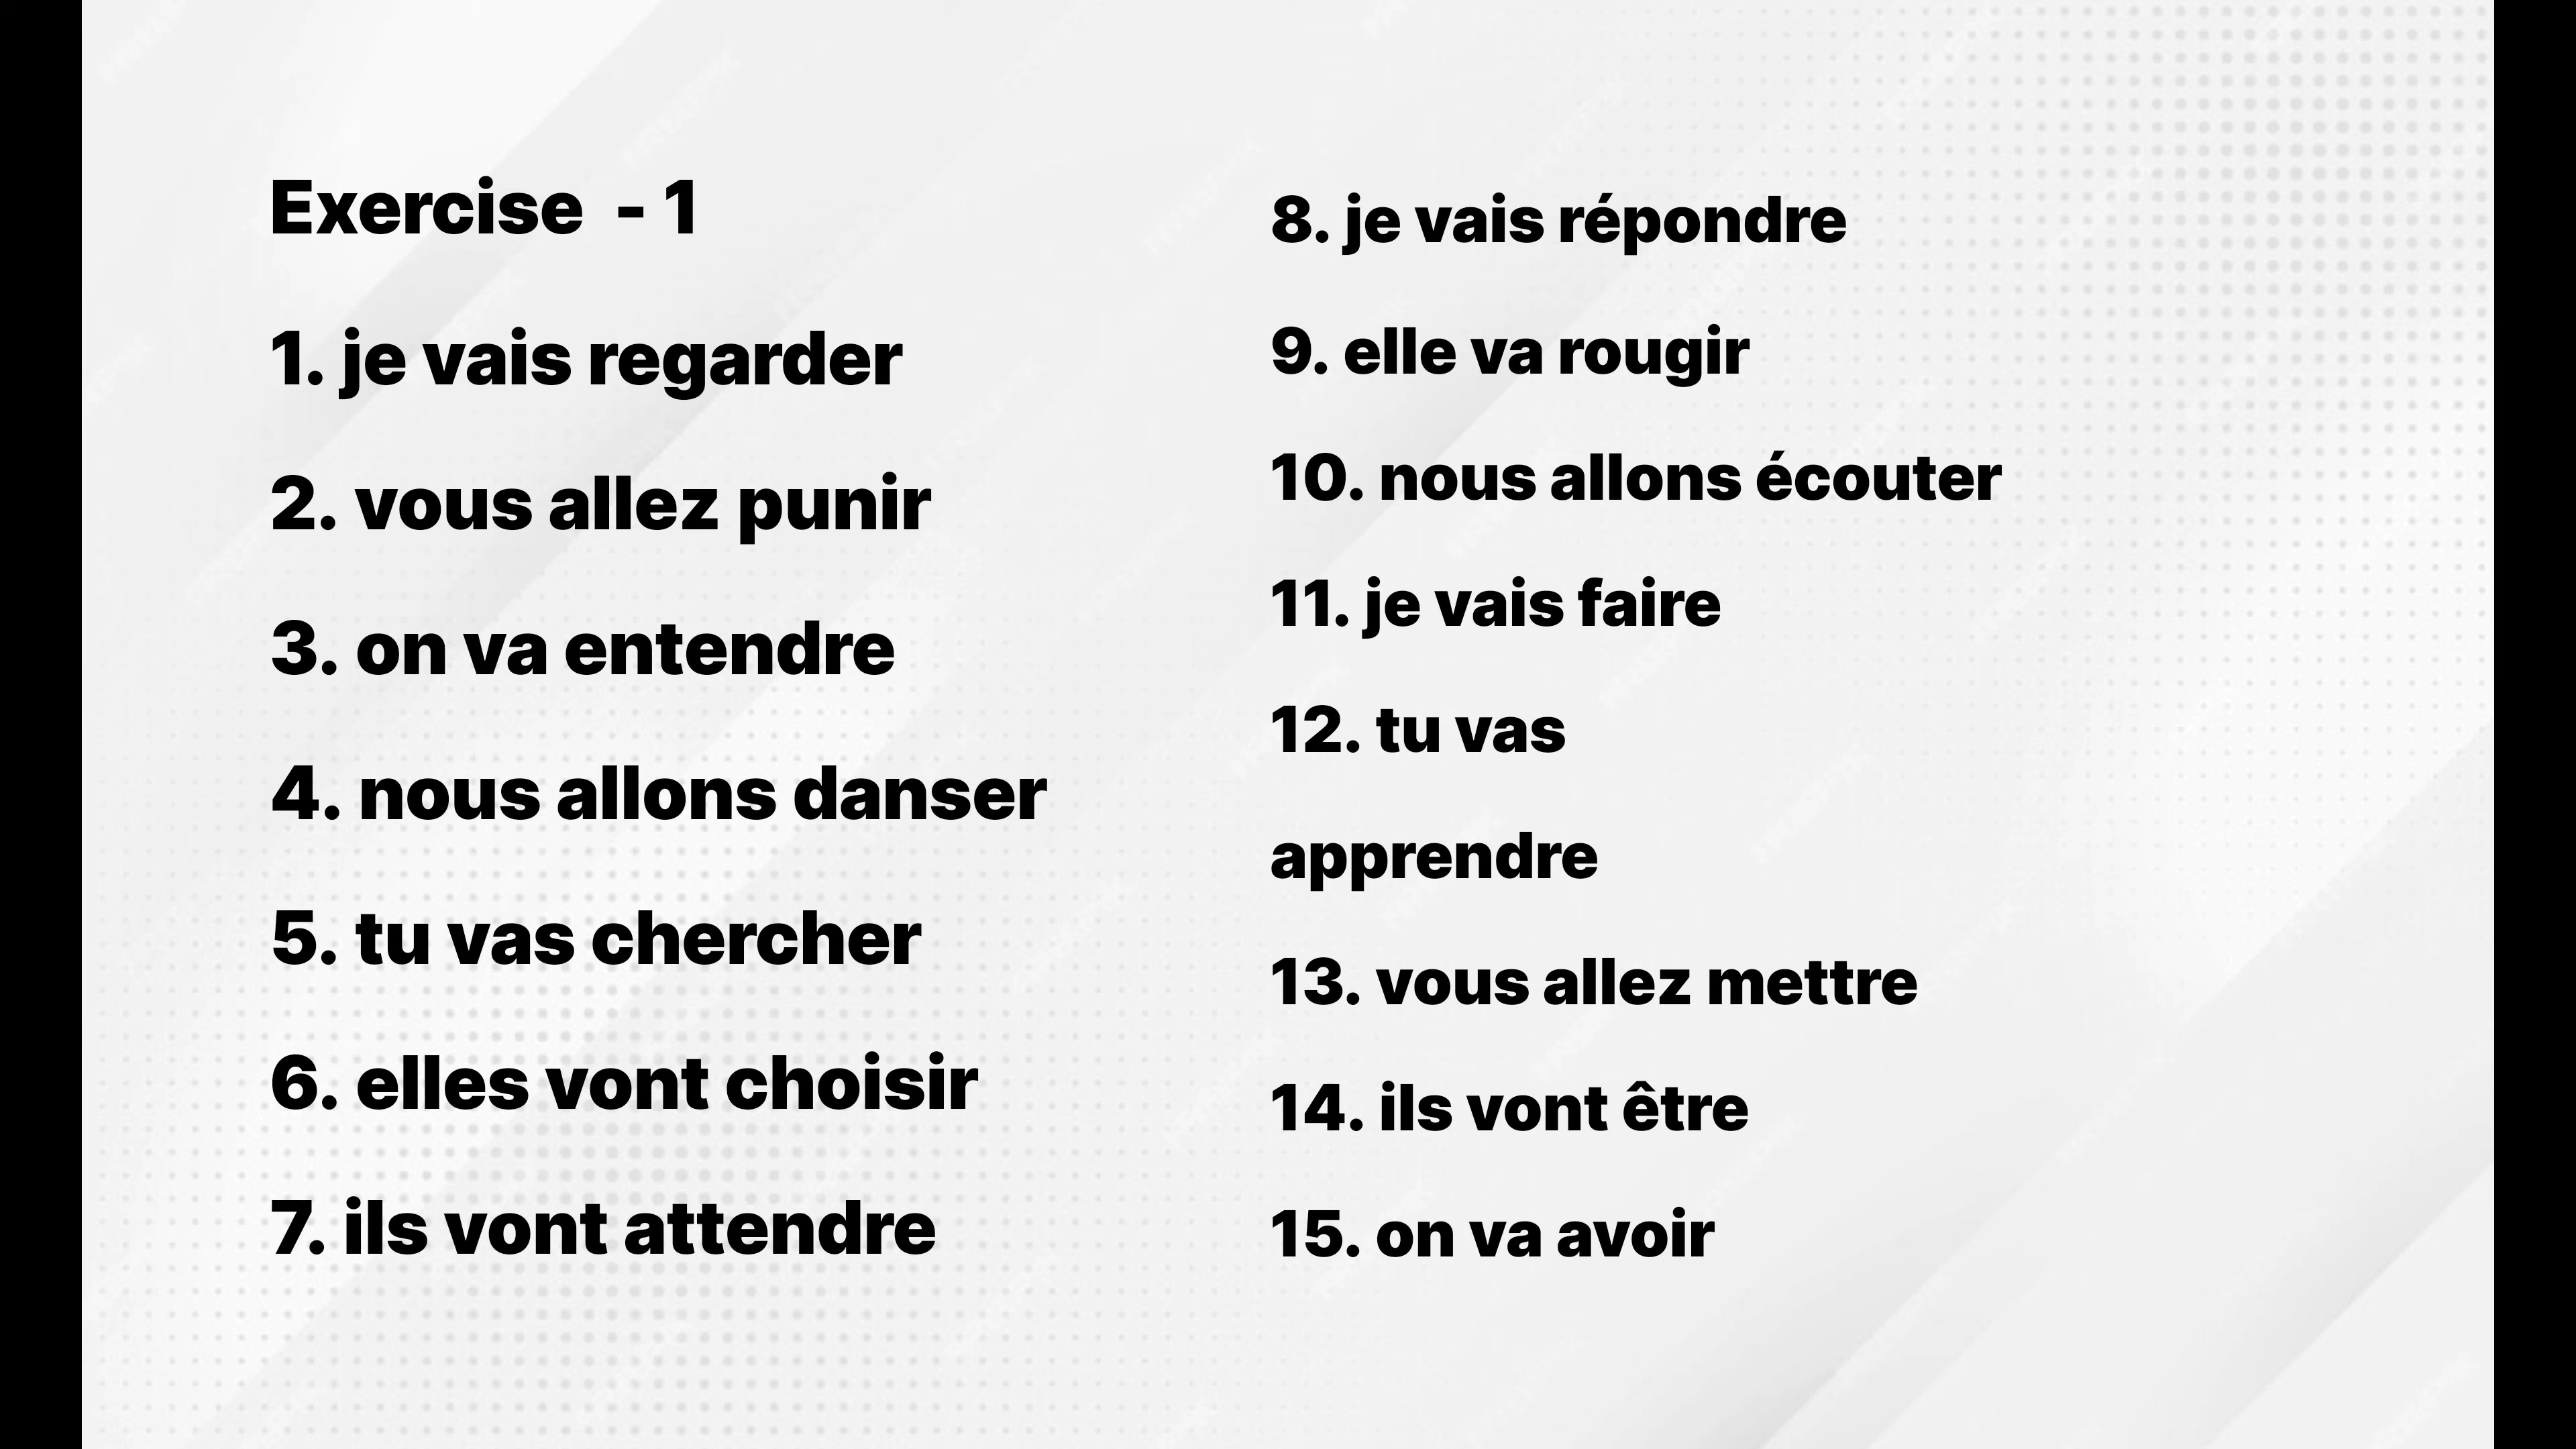 Exercise  - 1
1. je vais regarder
2. vous allez punir
3. on va entendre
4. nous allons danser
5. tu vas chercher
6. elles vont choisir
7. ils vont attendre
8. je vais répondre
9. elle va rougir
10. nous allons écouter
11. je vais faire
12. tu vas
apprendre
13. vous allez mettre
14. ils vont être
15. on va avoir